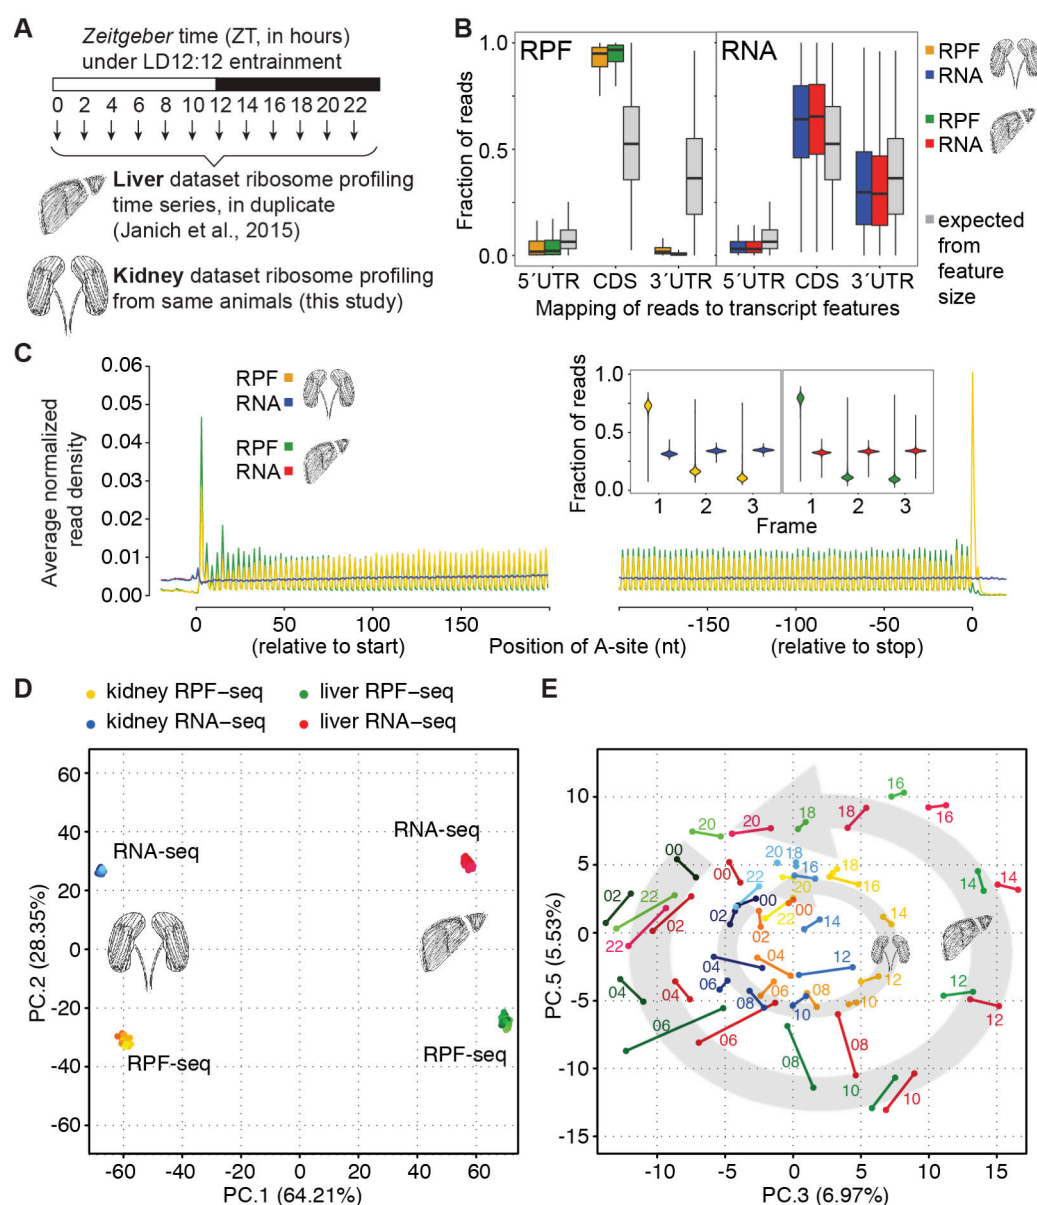 A
Zeitgeber time (ZT, in hours)
under LD12:12 entrainment
0 2 4 6 8 10 12 14 16 18 20 22
Liver dataset ribosome profiling
time series, in duplicate
(Janich et al., 2015)
Kidney dataset ribosome profiling
from same animals (this study)
B
Fraction of reads
1.0
0.5
0.0
RPF
RNA
5´UTR CDS 3´UTR 5´UTR CDS 3´UTR
Mapping of reads to transcript features
RPF
RNA
RPF
RNA
expected
from
feature
size
C
Average normalized
read density
0.06
0.05
0.04
0.03
0.02
0.01
0.00
RPF
RNA
RPF
RNA
0 50 100 150
(relative to start)
Position of A-site (nt)
-150 -100 -50 0
(relative to stop)
Fraction of reads
1.0
0.5
0.0
1 2 3 1 2 3
Frame
D
kidney RPF−seq
liver RPF−seq
kidney RNA−seq
liver RNA−seq
PC.2 (28.35%)
60
40
20
0
-20
-40
-60
RNA-seq
RNA-seq
RPF-seq
RPF-seq
-60 -40 -20 0 20 40 60
PC.1 (64.21%)
E
PC.5 (5.53%)
10
5
0
-5
-10
-15
16
16
20 20 18 18
00 00 20 18 16 14 14
22 20 16
02 22 02 02 00 22 00 14 14
22 02
04 04 04 04 12 12 12
06 06 08 08 10 10
06 06 08 08
10 10
-10 -5 0 5 10 15
PC.3 (6.97%)